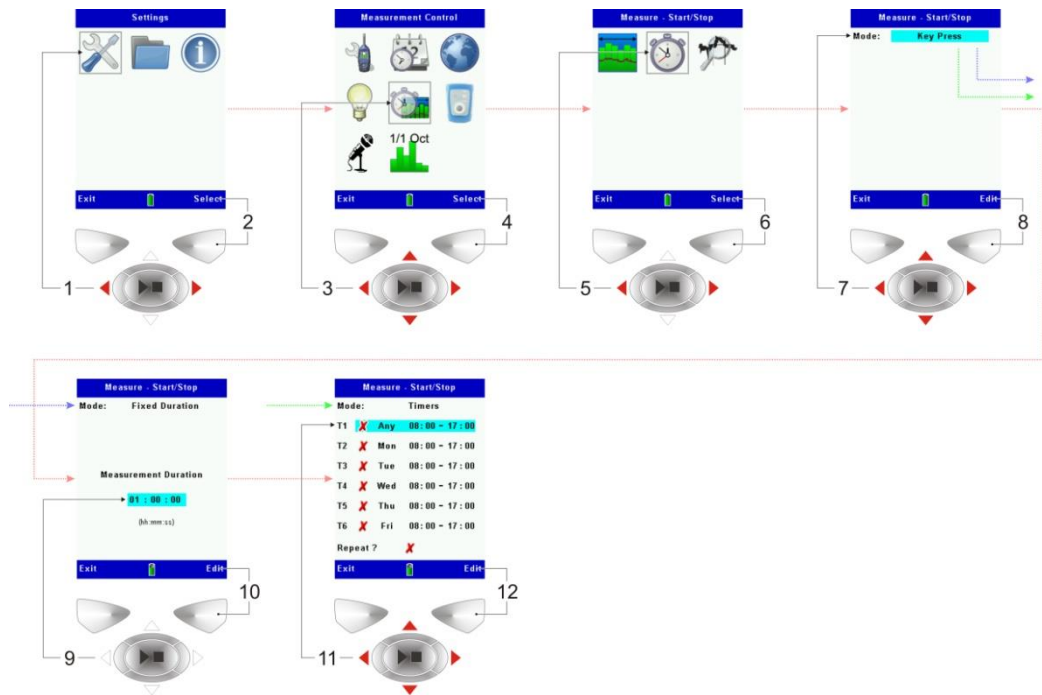 Settings
Exit Select
2
1
Measurement Control
1/1 Oct
Exit Select
4
3
Measure - Start/Stop
Exit Select
6
5
Measure - Start/Stop
Mode: Key Press
Exit Edit
8
7
Measure - Start/Stop
Mode: Fixed Duration
Measurement Duration
01 : 00 : 00
(hh:mm:ss)
Exit Edit
10
9
Measure - Start/Stop
Mode: Timers
T1 ✗ Any 08:00 - 17:00
T2 ✗ Mon 08:00 - 17:00
T3 ✗ Tue 08:00 - 17:00
T4 ✗ Wed 08:00 - 17:00
T5 ✗ Thu 08:00 - 17:00
T6 ✗ Fri 08:00 - 17:00
Repeat ? ✗
Exit Edit
12
11